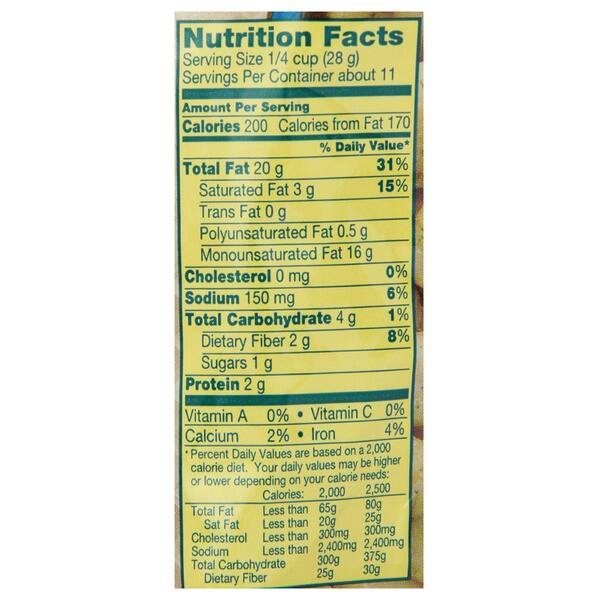 Nutrition Facts
Serving Size 1/4 cup (28 g)
Servings Per Container about 11
Amount Per Serving
Calories 200 Calories from Fat 170
% Daily Value*
Total Fat 20 g 31%
Saturated Fat 3 g 15%
Trans Fat 0 g
Polyunsaturated Fat 0.5 g
Monounsaturated Fat 16 g
Cholesterol 0 mg 0%
Sodium 150 mg 6%
Total Carbohydrate 4 g 1%
Dietary Fiber 2 g 8%
Sugars 1 g
Protein 2 g
Vitamin A 0% • Vitamin C 0%
Calcium 2% • Iron 4%
*Percent Daily Values are based on a 2,000
calorie diet. Your daily values may be higher
or lower depending on your calorie needs:
Calories: 2,000 2,500
Total Fat Less than 65g 80g
Sat Fat Less than 20g 25g
Cholesterol Less than 300mg 300mg
Sodium Less than 2,400mg 2,400mg
Total Carbohydrate 300g 375g
Dietary Fiber 25g 30g